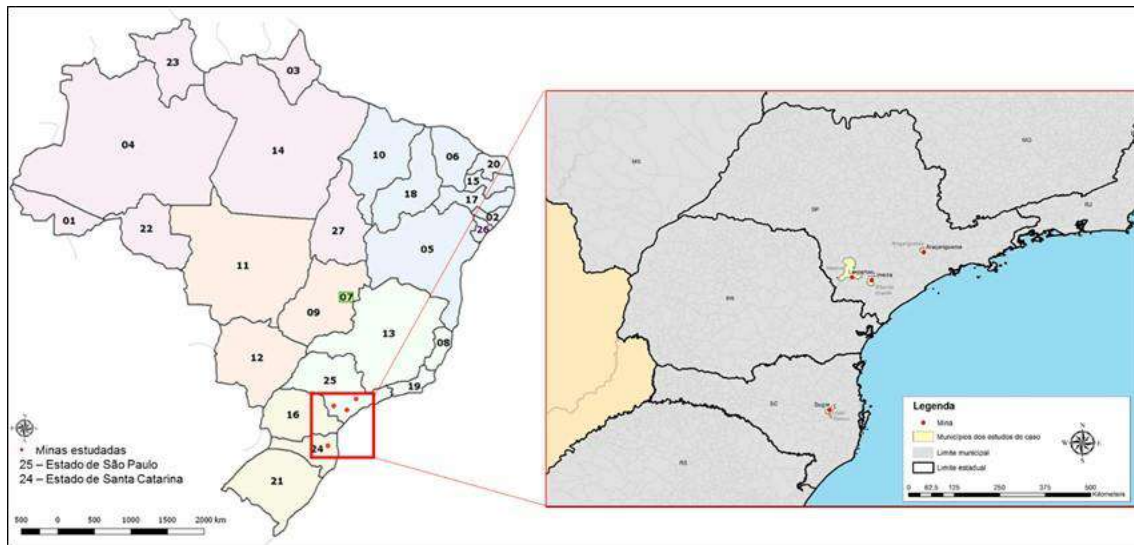 23
03
04
14
10
06
20
15
18
17
02
26
01
22
27
05
11
07
09
13
12
08
25
19
16
24
21
Minas estudadas
25 – Estado de São Paulo
24 – Estado de Santa Catarina
500 0 500 1000 1500 2000 km
MS
MG
SP
RJ
Araçariguama
PR
SC
RS
Legenda
Mina
Municípios dos estudos de caso
Limite municipal
Limite estadual
N
W
E
S
0 62.5 125 250 375 500
Kilometers